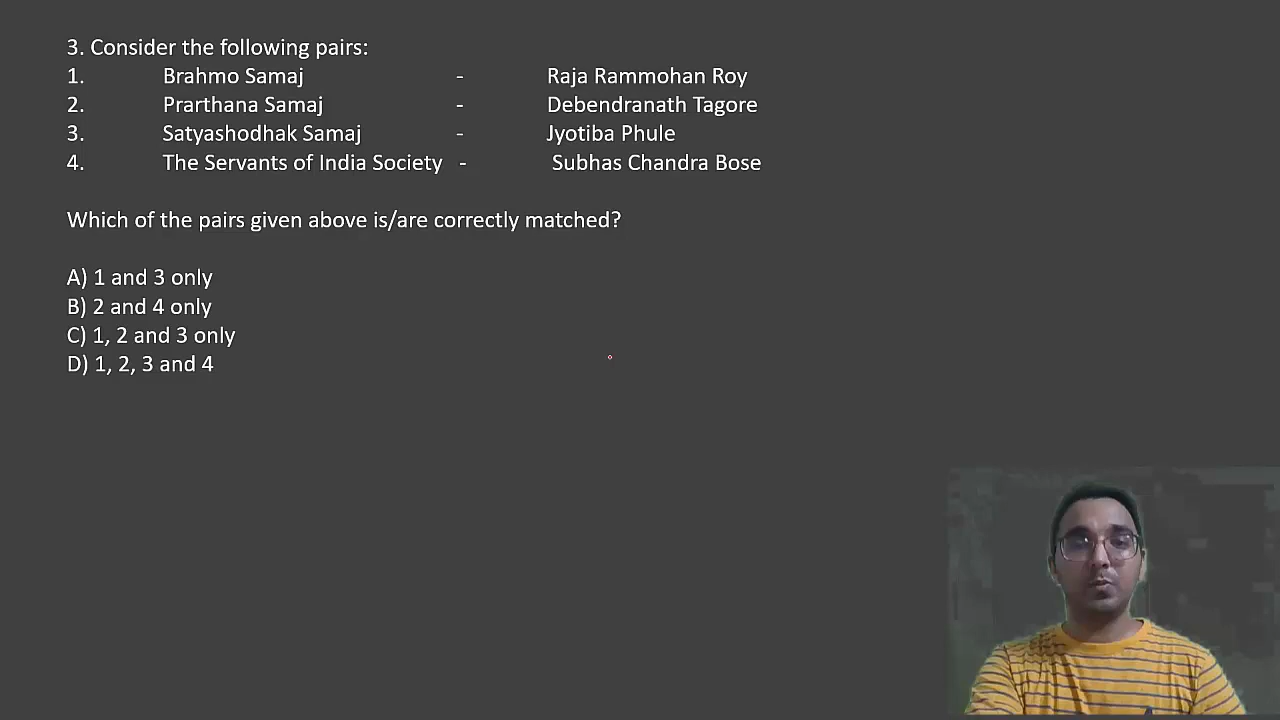 3. Consider the following pairs:
1. Brahmo Samaj - Raja Rammohan Roy
2. Prarthana Samaj - Debendranath Tagore
3. Satyashodhak Samaj - Jyotiba Phule
4. The Servants of India Society - Subhas Chandra Bose
Which of the pairs given above is/are correctly matched?
A) 1 and 3 only
B) 2 and 4 only
C) 1, 2 and 3 only
D) 1, 2, 3 and 4